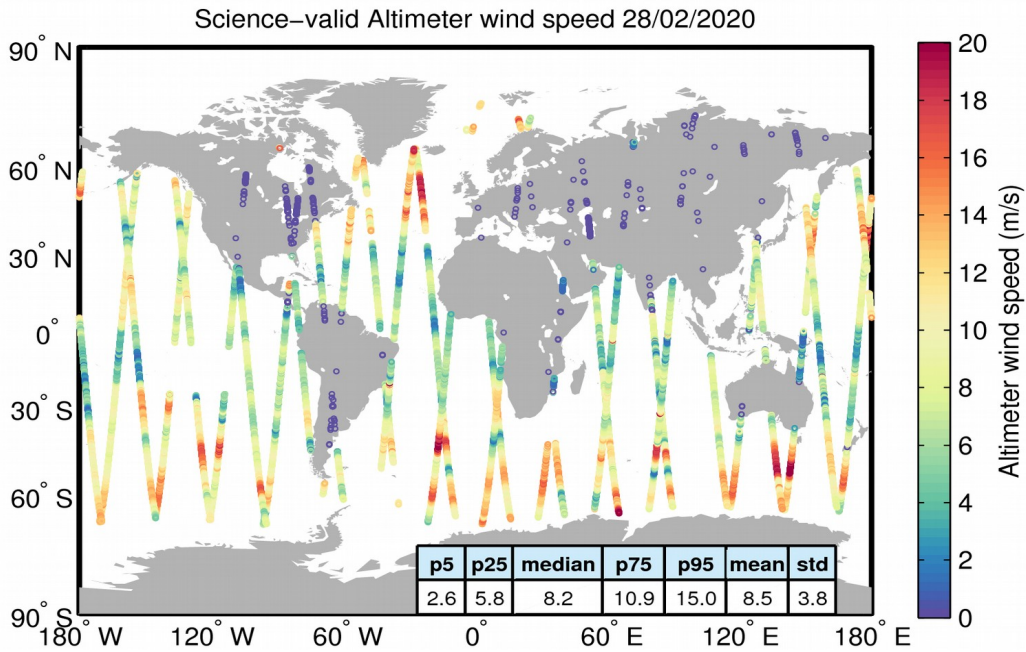 Science−valid Altimeter wind speed 28/02/2020
90° N
60° N
30° N
0°
30° S
60° S
90° S
180° W
120° W
60° W
0°
60° E
120° E
180° E
p5 p25 median p75 p95 mean std
2.6 5.8 8.2 10.9 15.0 8.5 3.8
20
18
16
14
12
10
8
6
4
2
0
Altimeter wind speed (m/s)